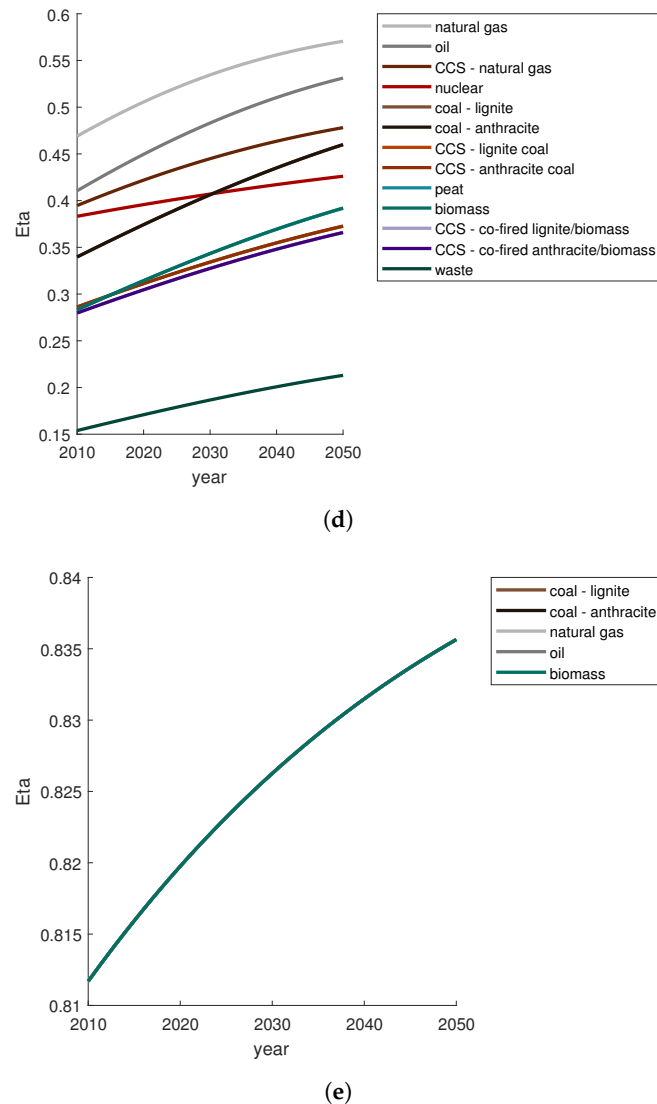 0.6
0.55
0.5
0.45
0.4
0.35
0.3
0.25
0.2
0.15
Eta
2010 2020 2030 2040 2050
year
natural gas
oil
CCS - natural gas
nuclear
coal - lignite
coal - anthracite
CCS - lignite coal
CCS - anthracite coal
peat
biomass
CCS - co-fired lignite/biomass
CCS - co-fired anthracite/biomass
waste
(d)
0.84
0.835
0.83
0.825
0.82
0.815
0.81
Eta
2010 2020 2030 2040 2050
year
coal - lignite
coal - anthracite
natural gas
oil
biomass
(e)